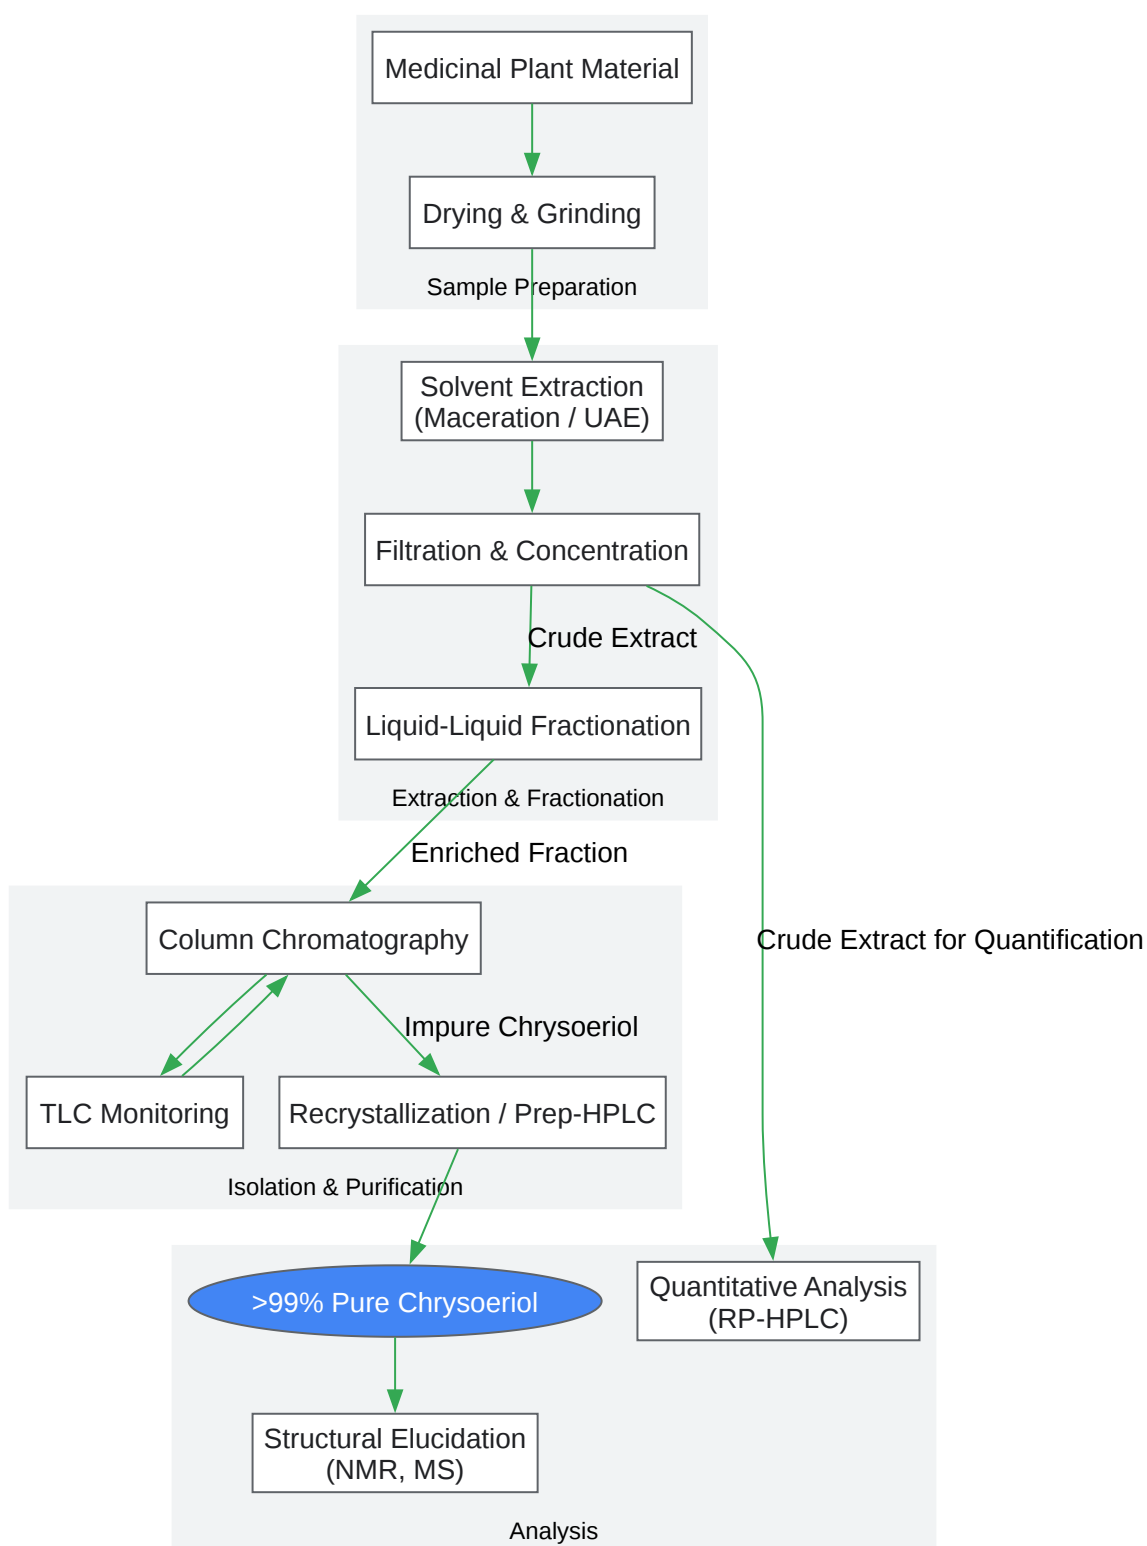 Medicinal Plant Material
Drying & Grinding
Sample Preparation
Solvent Extraction
(Maceration / UAE)
Filtration & Concentration
Crude Extract
Liquid-Liquid Fractionation
Extraction & Fractionation
Enriched Fraction
Column Chromatography
Crude Extract for Quantification
Impure Chrysoeriol
TLC Monitoring
Recrystallization / Prep-HPLC
Isolation & Purification
>99% Pure Chrysoeriol
Quantitative Analysis
(RP-HPLC)
Structural Elucidation
(NMR, MS)
Analysis